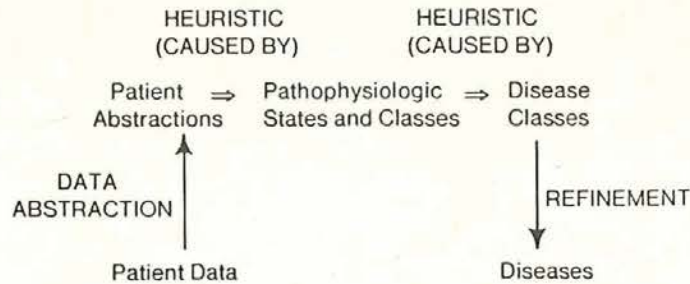 HEURISTIC HEURISTIC
(CAUSED BY) (CAUSED BY)
Patient ⇒ Pathophysiologic ⇒ Disease
Abstractions States and Classes Classes
DATA
ABSTRACTION
REFINEMENT
Patient Data Diseases